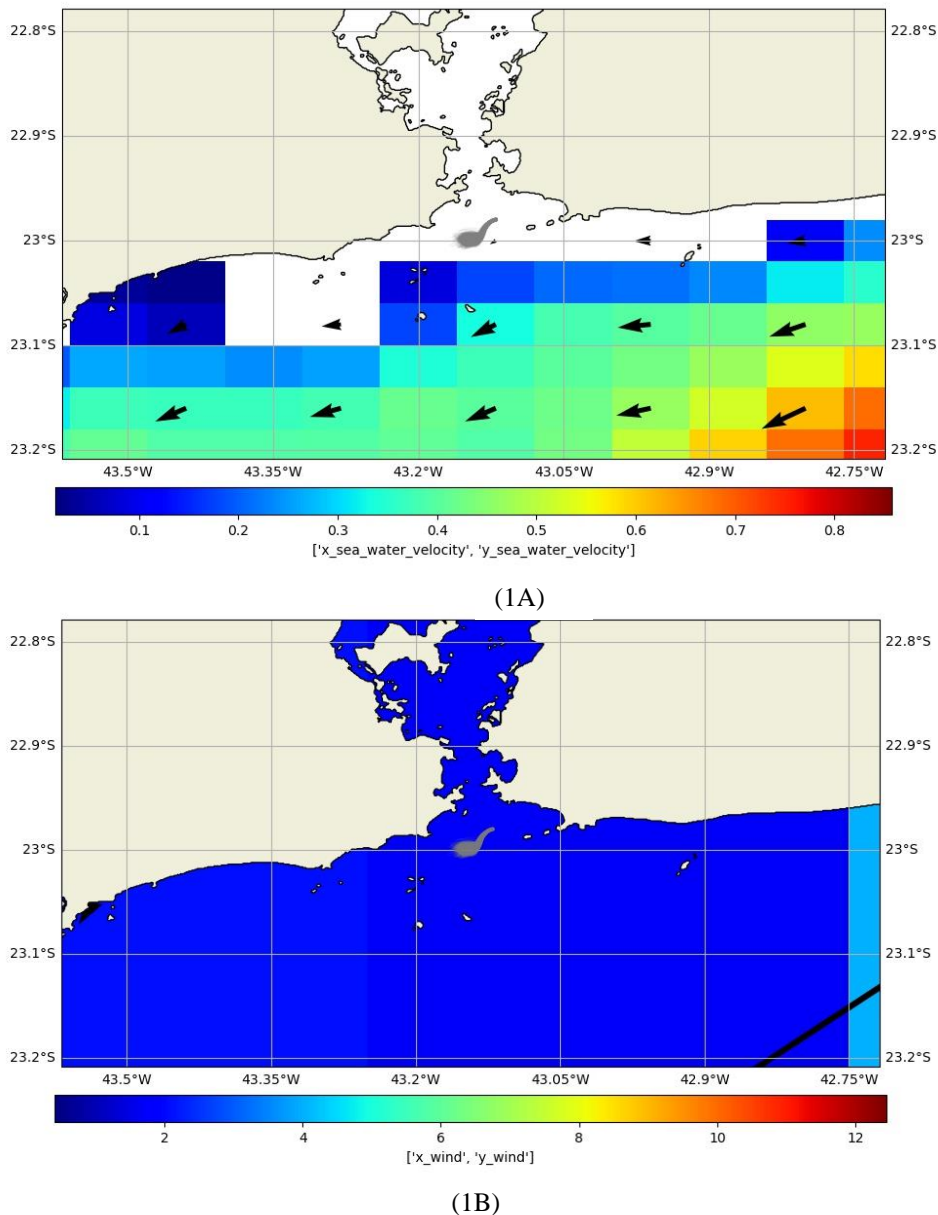 22.8°S 22.8°S
22.9°S 22.9°S
23°S 23°S
23.1°S 23.1°S
23.2°S 23.2°S
43.5°W 43.35°W 43.2°W 43.05°W 42.9°W 42.75°W
0.1 0.2 0.3 0.4 0.5 0.6 0.7 0.8
['x_sea_water_velocity', 'y_sea_water_velocity']
(1A)
22.8°S 22.8°S
22.9°S 22.9°S
23°S 23°S
23.1°S 23.1°S
23.2°S 23.2°S
43.5°W 43.35°W 43.2°W 43.05°W 42.9°W 42.75°W
2 4 6 8 10 12
['x_wind', 'y_wind']
(1B)